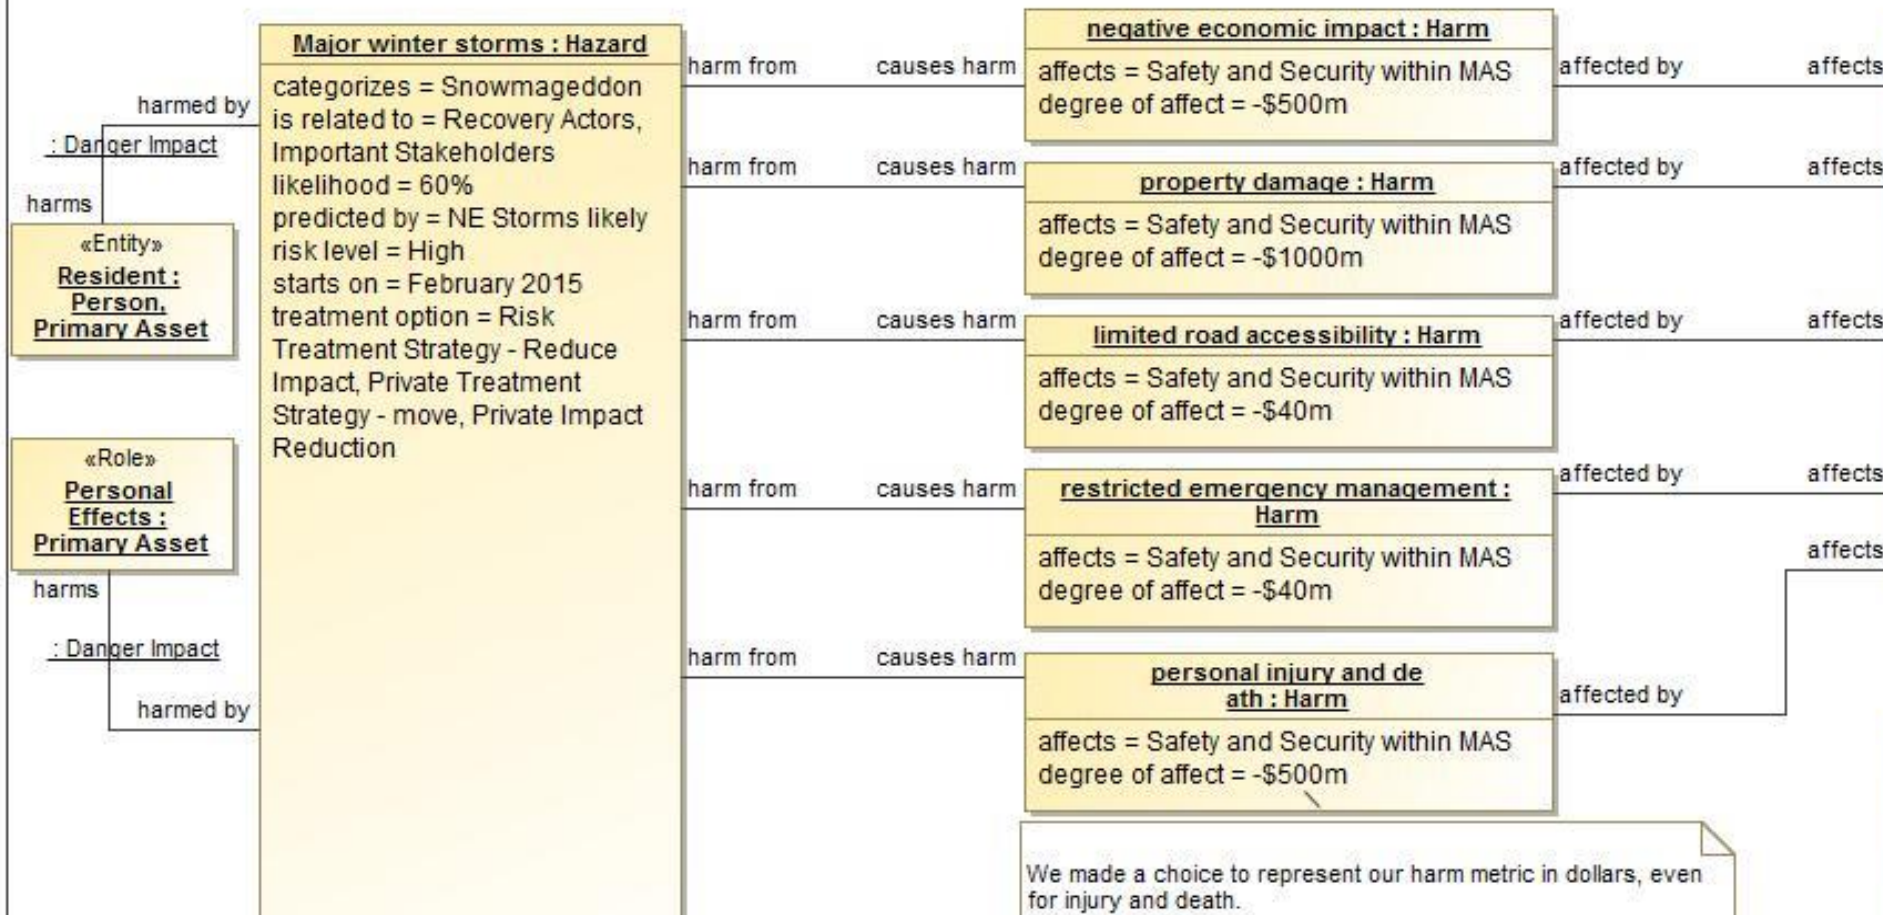 harmed by
: Danger Impact
harms
«Entity»
Resident :
Person,
Primary Asset
«Role»
Personal
Effects :
Primary Asset
harms
: Danger Impact
harmed by
Major winter storms : Hazard
categorizes = Snowmageddon
is related to = Recovery Actors,
Important Stakeholders
likelihood = 60%
predicted by = NE Storms likely
risk level = High
starts on = February 2015
treatment option = Risk
Treatment Strategy - Reduce
Impact, Private Treatment
Strategy - move, Private Impact
Reduction
harm from causes harm
negative economic impact : Harm
affects = Safety and Security within MAS
degree of affect = -$500m
affected by affects
harm from causes harm
property damage : Harm
affects = Safety and Security within MAS
degree of affect = -$1000m
affected by affects
harm from causes harm
limited road accessibility : Harm
affects = Safety and Security within MAS
degree of affect = -$40m
affected by affects
harm from causes harm
restricted emergency management :
Harm
affects = Safety and Security within MAS
degree of affect = -$40m
affected by affects
harm from causes harm
personal injury and de
ath : Harm
affects = Safety and Security within MAS
degree of affect = -$500m
affected by affects
We made a choice to represent our harm metric in dollars, even
for injury and death.